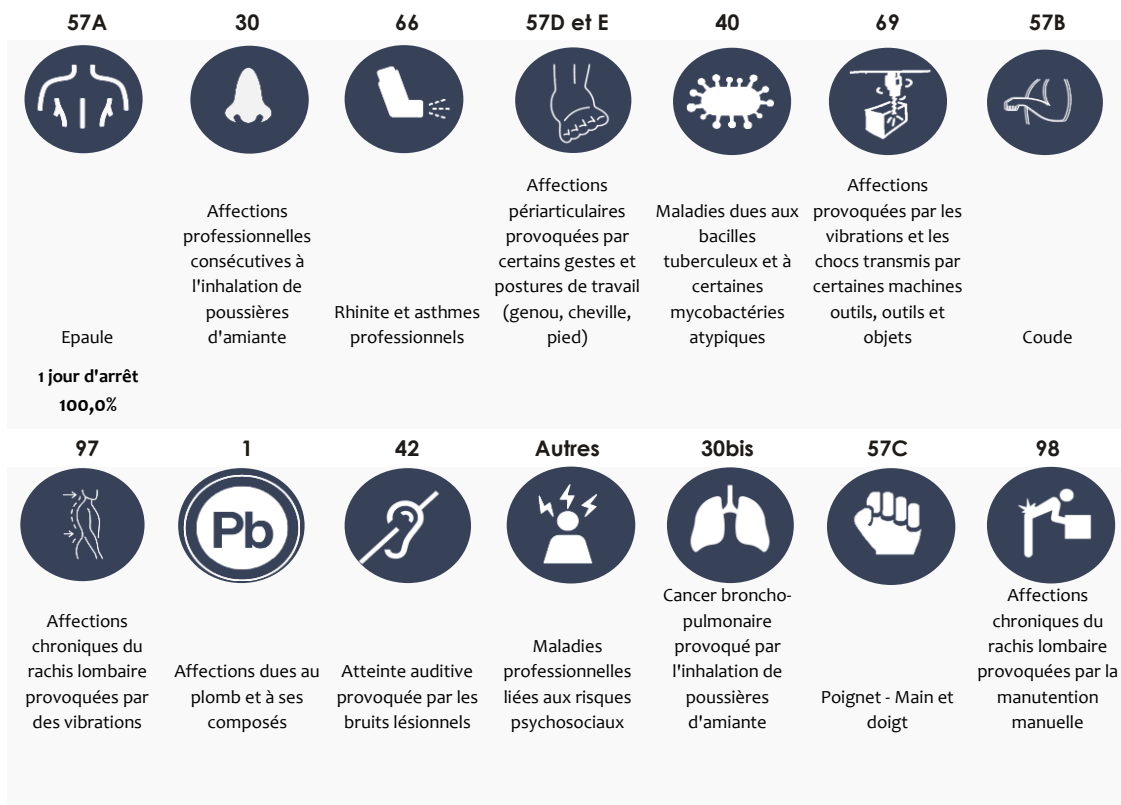 57A
30
66
57D et E
40
69
57B
Epaule
1 jour d'arrêt
100,0%
Affections
professionnelles
consécutives à
l'inhalation de
poussières
d'amiante
Rhinite et asthmes
professionnels
Affections
périarticulaires
provoquées par
certains gestes et
postures de travail
(genou, cheville,
pied)
Maladies dues aux
bacilles
tuberculeux et à
certaines
mycobactéries
atypiques
Affections
provoquées par les
vibrations et les
chocs transmis par
certaines machines
outils, outils et
objets
Coude
97
1
42
Autres
30bis
57C
98
Pb
Affections
chroniques du
rachis lombaire
provoquées par
des vibrations
Affections dues au
plomb et à ses
composés
Atteinte auditive
provoquée par les
bruits lésionnels
Maladies
professionnelles
liées aux risques
psychosociaux
Cancer broncho-
pulmonaire
provoqué par
l'inhalation de
poussières
d'amiante
Poignet - Main et
doigt
Affections
chroniques du
rachis lombaire
provoquées par la
manutention
manuelle